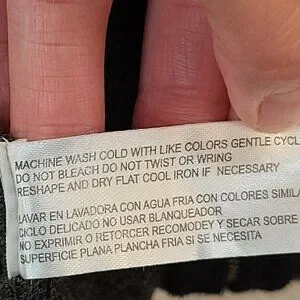 MACHINE WASH COLD WITH LIKE COLORS GENTLE CYCL
DO NOT BLEACH DO NOT TWIST OR WRING
RESHAPE AND DRY FLAT COOL IRON IF NECESSARY
LAVAR EN LAVADORA CON AGUA FRIA CON COLORES SIMILA
CICLO DELICADO NO USAR BLANQUEADOR
NO EXPRIMIR O RETORCER RECOMODEY Y SECAR SOBRE
SUPERFICIE PLANA PLANCHA FRIA SI SE NECESITA